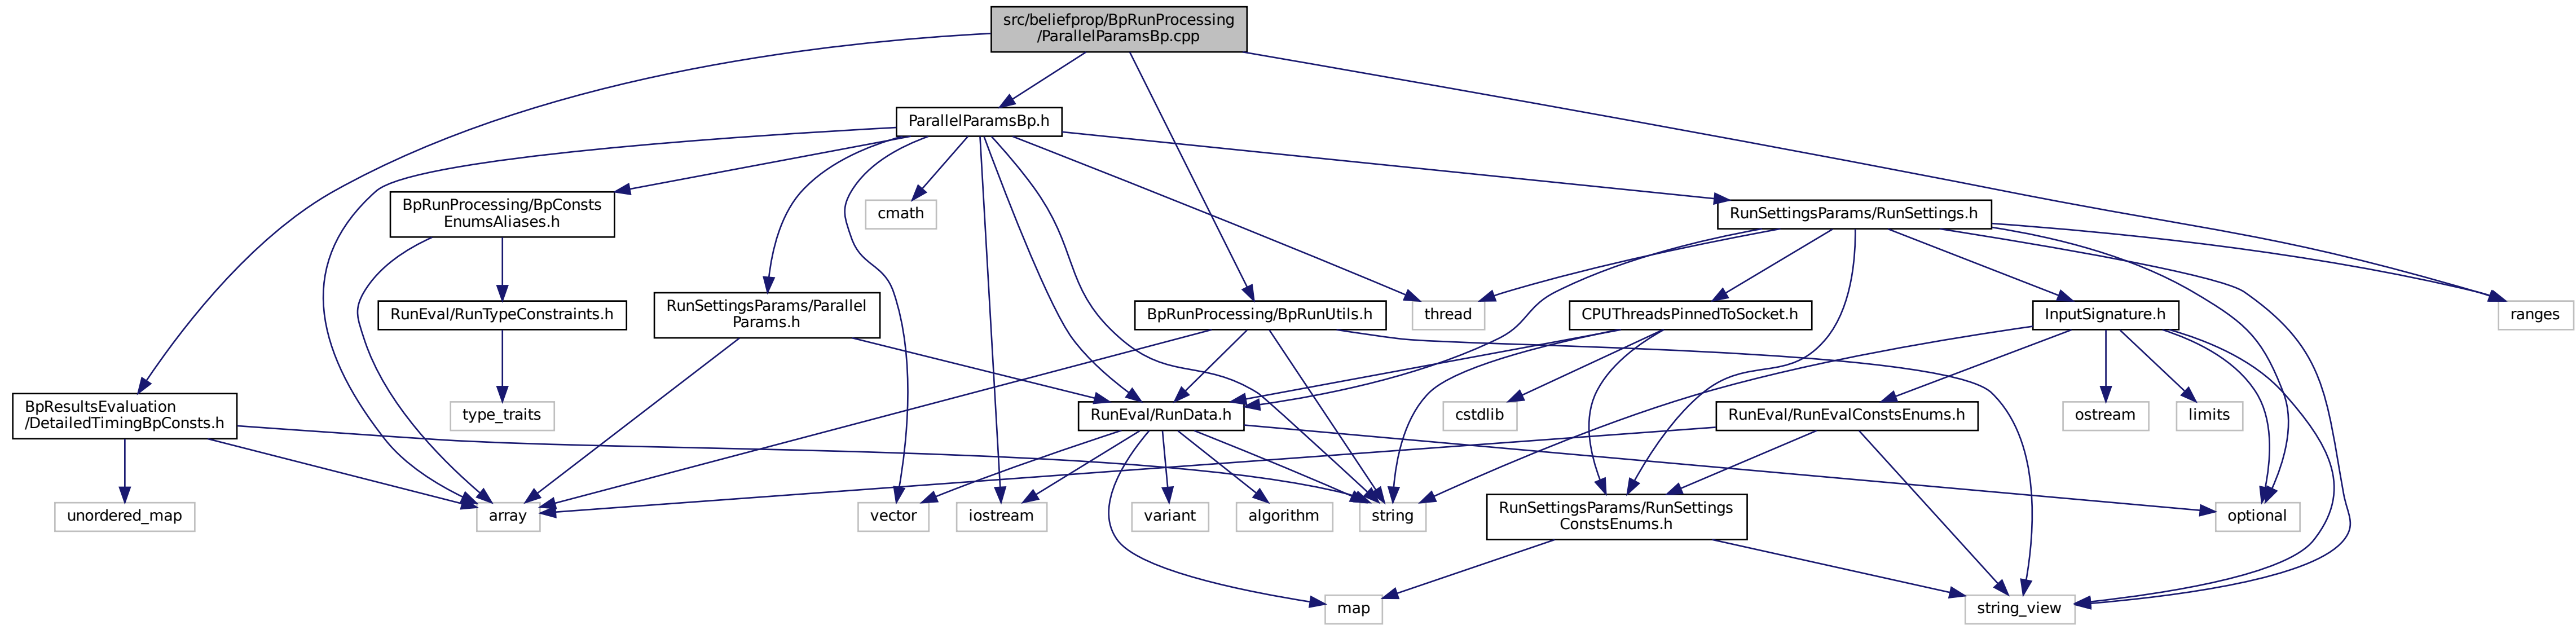 src/beliefprop/BpRunProcessing
/ParallelParamsBp.cpp
ParallelParamsBp.h
BpRunProcessing/BpConsts
EnumsAliases.h
cmath
RunSettingsParams/RunSettings.h
RunEval/RunTypeConstraints.h
RunSettingsParams/Parallel
Params.h
BpRunProcessing/BpRunUtils.h
thread
CPUThreadsPinnedToSocket.h
InputSignature.h
ranges
BpResultsEvaluation
/DetailedTimingBpConsts.h
type_traits
RunEval/RunData.h
cstdlib
RunEval/RunEvalConstsEnums.h
ostream
limits
unordered_map
array
vector
iostream
variant
algorithm
string
RunSettingsParams/RunSettings
ConstsEnums.h
optional
map
string_view